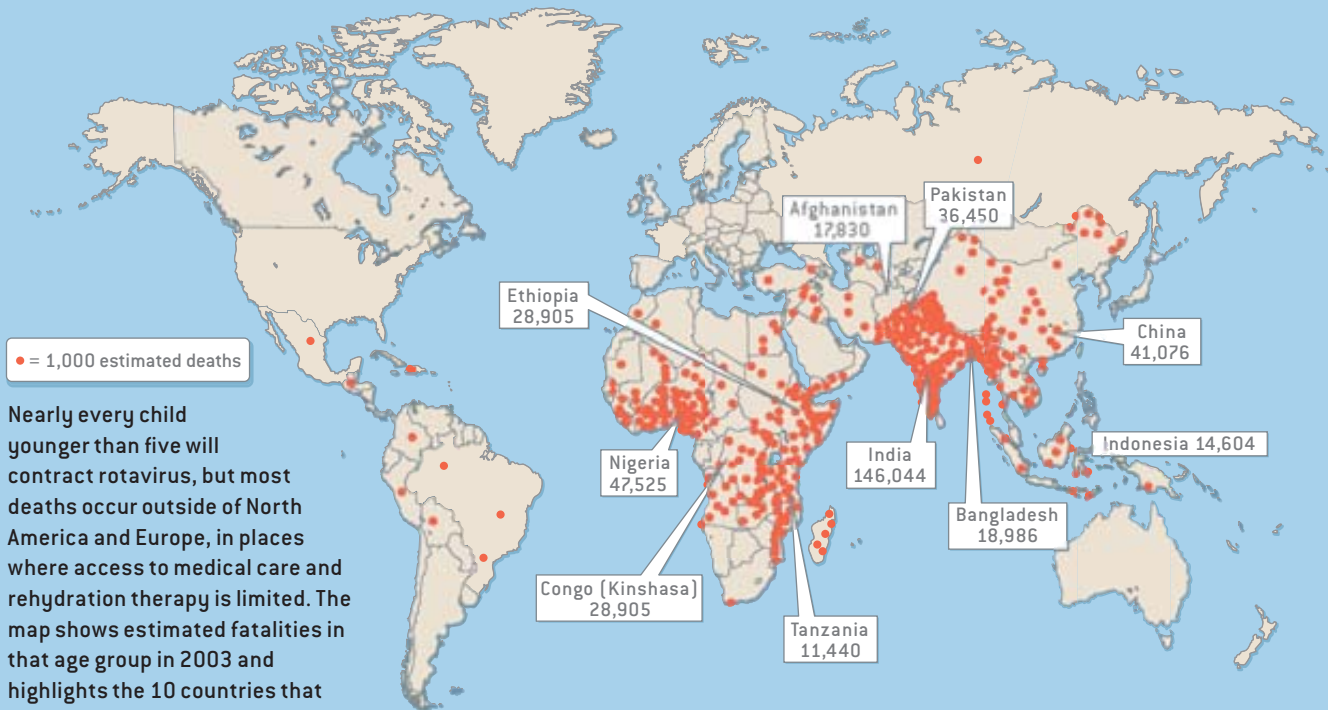 Pakistan
36,450
Afghanistan
17,830
Ethiopia
28,905
China
41,076
= 1,000 estimated deaths
Nearly every child
younger than five will
contract rotavirus, but most
deaths occur outside of North
America and Europe, in places
where access to medical care and
rehydration therapy is limited. The
map shows estimated fatalities in
that age group in 2003 and
highlights the 10 countries that
Nigeria
47,525
India
146,044
Indonesia 14,604
Bangladesh
18,986
Congo (Kinshasa)
28,905
Tanzania
11,440